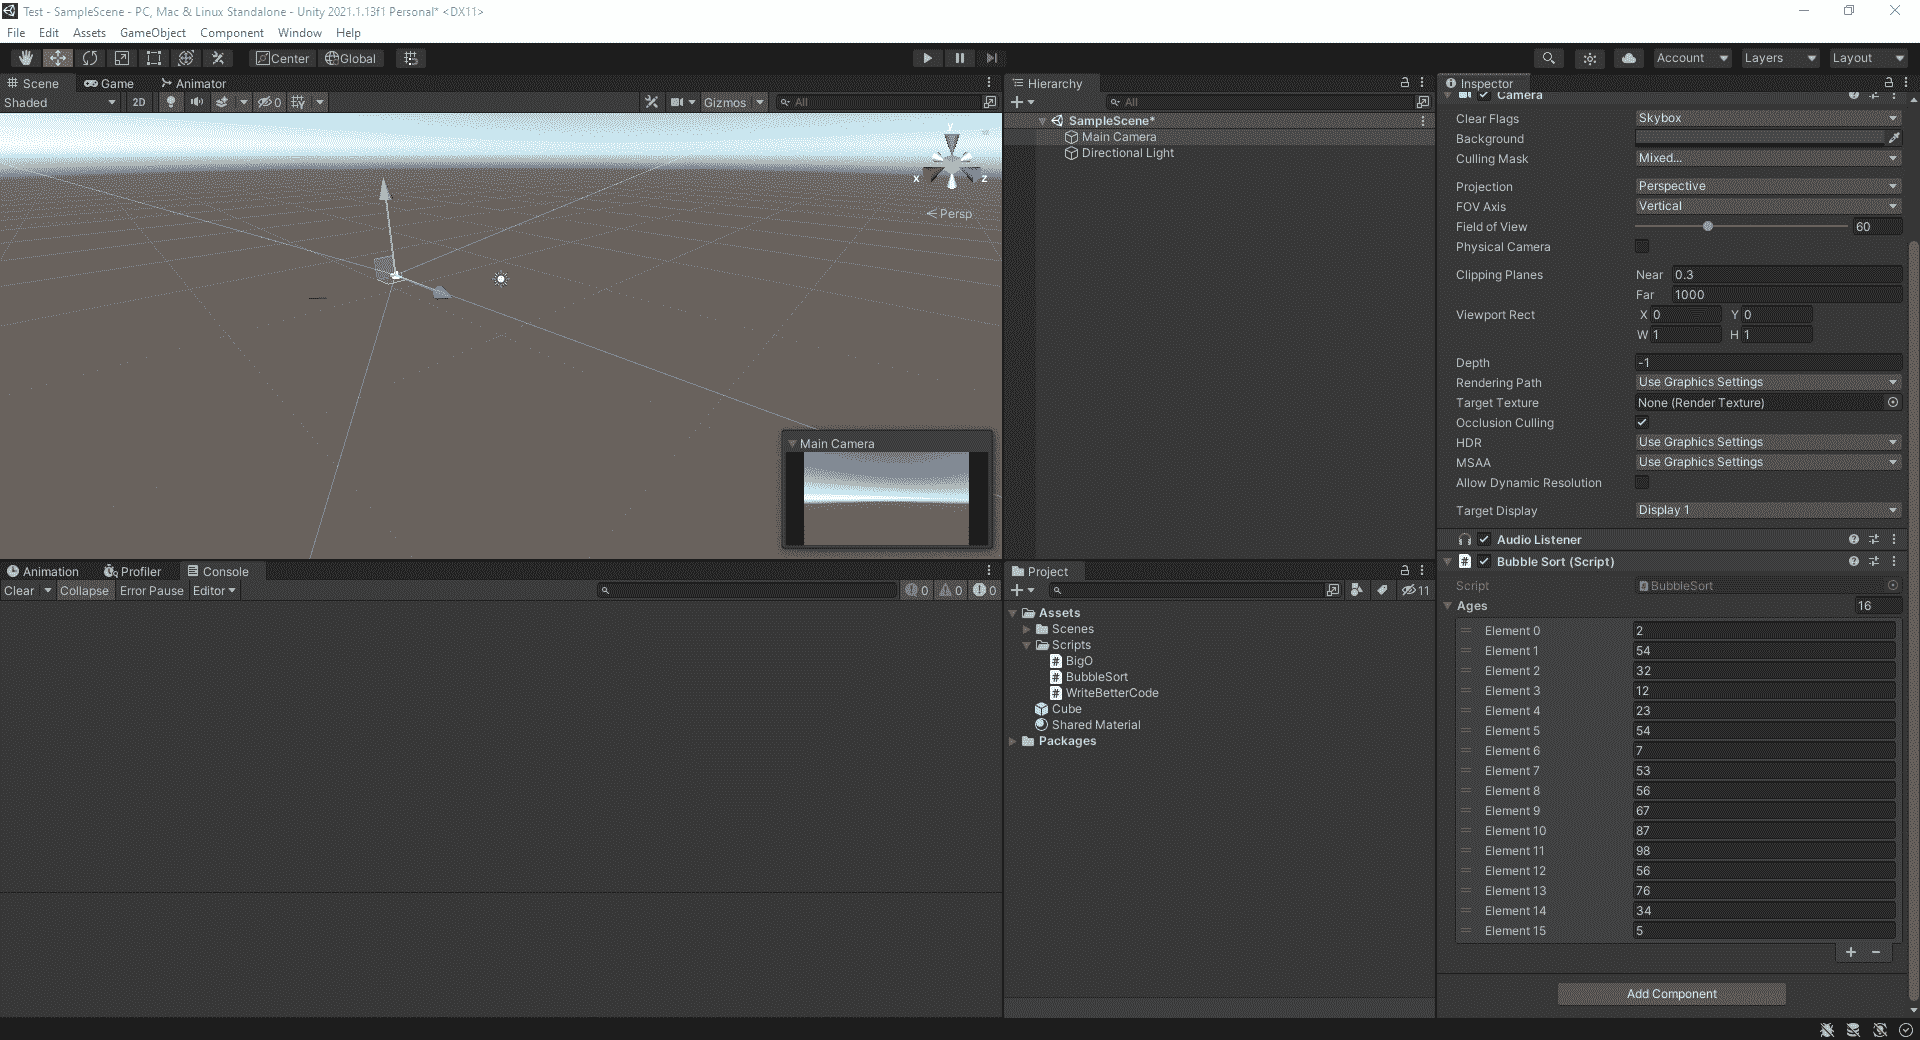 Test - SampleScene - PC, Mac & Linux Standalone - Unity 2021.1.13f1 Personal* <DX11>
File Edit Assets GameObject Component Window Help
Center Global Account Layers Layout
Scene Game Animator
Shaded 2D 0 Gizmos All
y
x z
Persp
Main Camera
Animation Profiler Console
Clear Collapse Error Pause Editor 0 0 0
Hierarchy
All
SampleScene*
Main Camera
Directional Light
Project
11
Assets
Scenes
Scripts
BigO
BubbleSort
WriteBetterCode
Cube
Shared Material
Packages
Inspector
Camera
Clear Flags Skybox
Background
Culling Mask Mixed...
Projection Perspective
FOV Axis Vertical
Field of View 60
Physical Camera
Clipping Planes Near 0.3
Far 1000
Viewport Rect X 0 Y 0
W 1 H 1
Depth -1
Rendering Path Use Graphics Settings
Target Texture None (Render Texture)
Occlusion Culling
HDR Use Graphics Settings
MSAA Use Graphics Settings
Allow Dynamic Resolution
Target Display Display 1
Audio Listener
# Bubble Sort (Script)
Script BubbleSort
Ages 16
Element 0 2
Element 1 54
Element 2 32
Element 3 12
Element 4 23
Element 5 54
Element 6 7
Element 7 53
Element 8 56
Element 9 67
Element 10 87
Element 11 98
Element 12 56
Element 13 76
Element 14 34
Element 15 5
+ −
Add Component